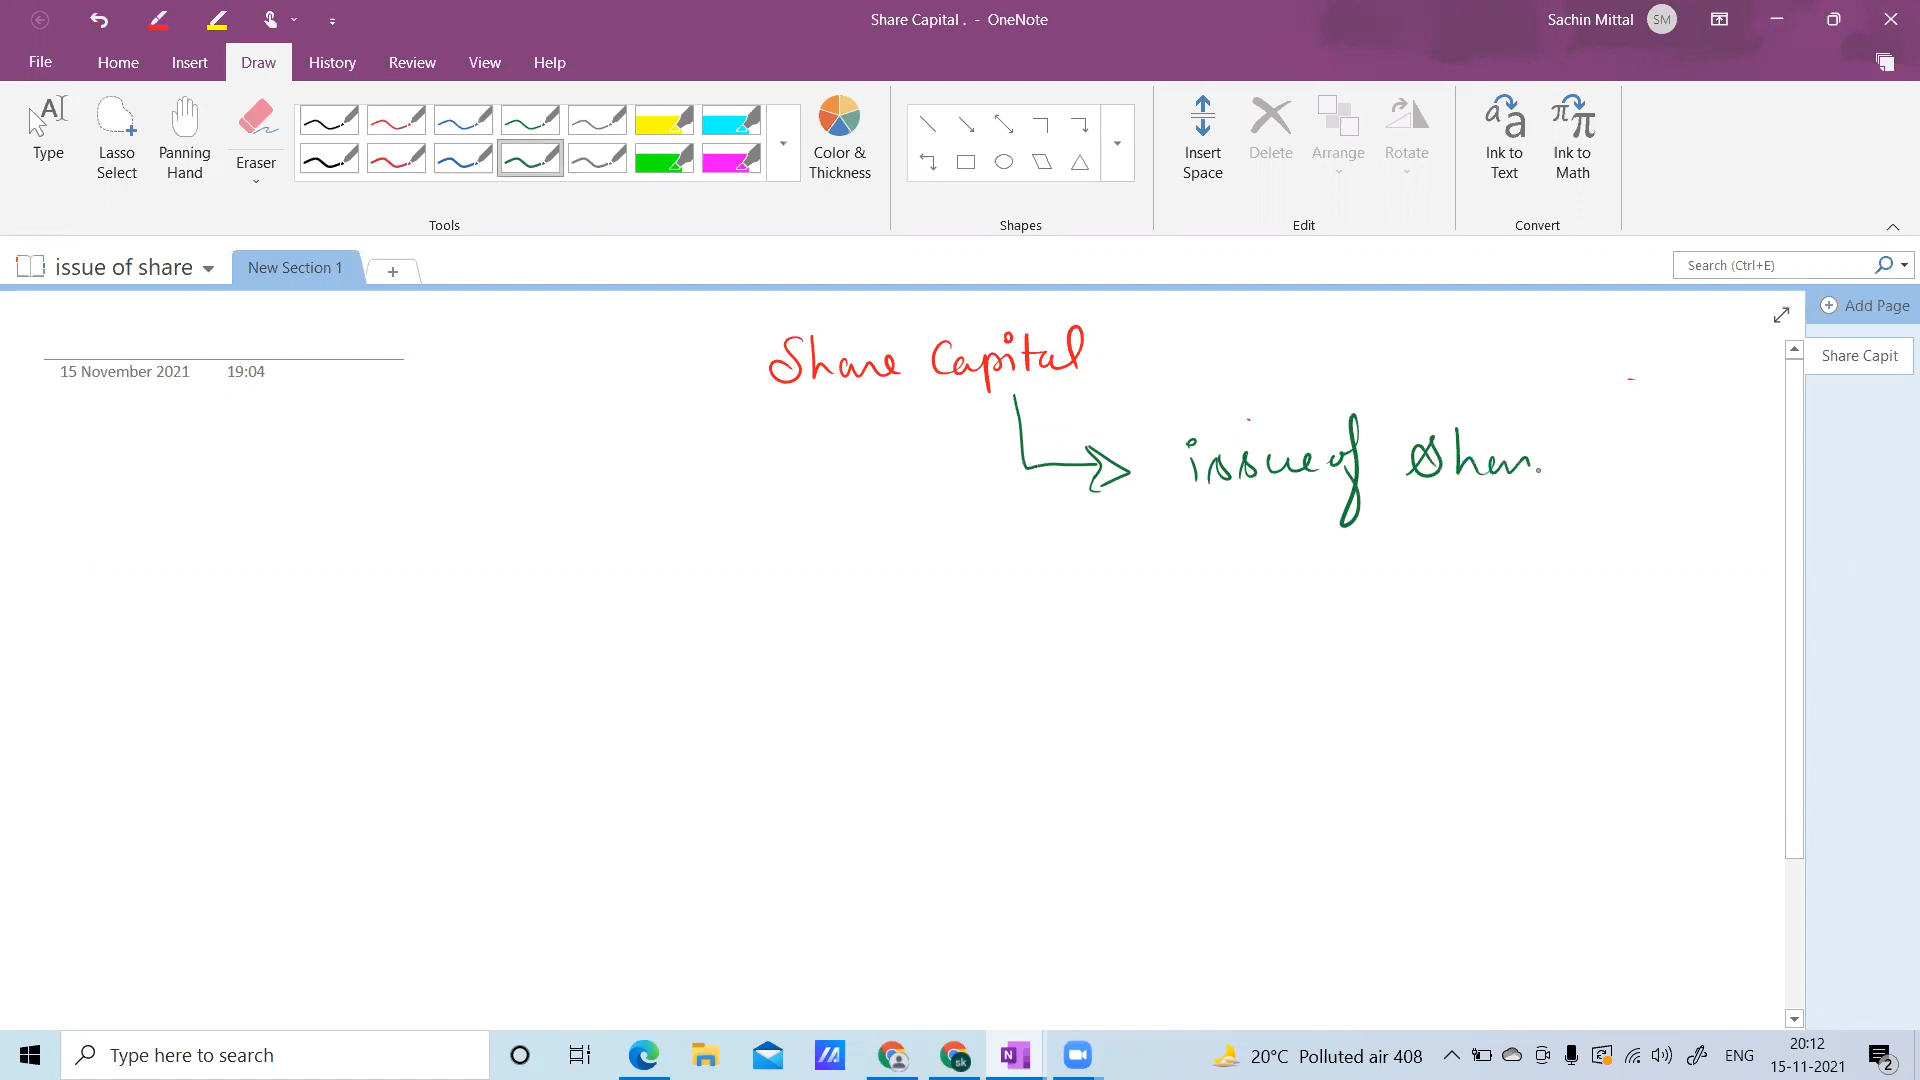 Share Capital . - OneNote
Sachin Mittal
SM
File
Home
Insert
Draw
History
Review
View
Help
Type
Lasso Select
Panning Hand
Eraser
Color & Thickness
Insert Space
Delete
Arrange
Rotate
Ink to Text
Ink to Math
Tools
Shapes
Edit
Convert
issue of share
New Section 1
Search (Ctrl+E)
Add Page
Share Capit
15 November 2021 19:04
Share Capital
issue of
Type here to search
20°C Polluted air 408
ENG
20:12
15-11-2021
2